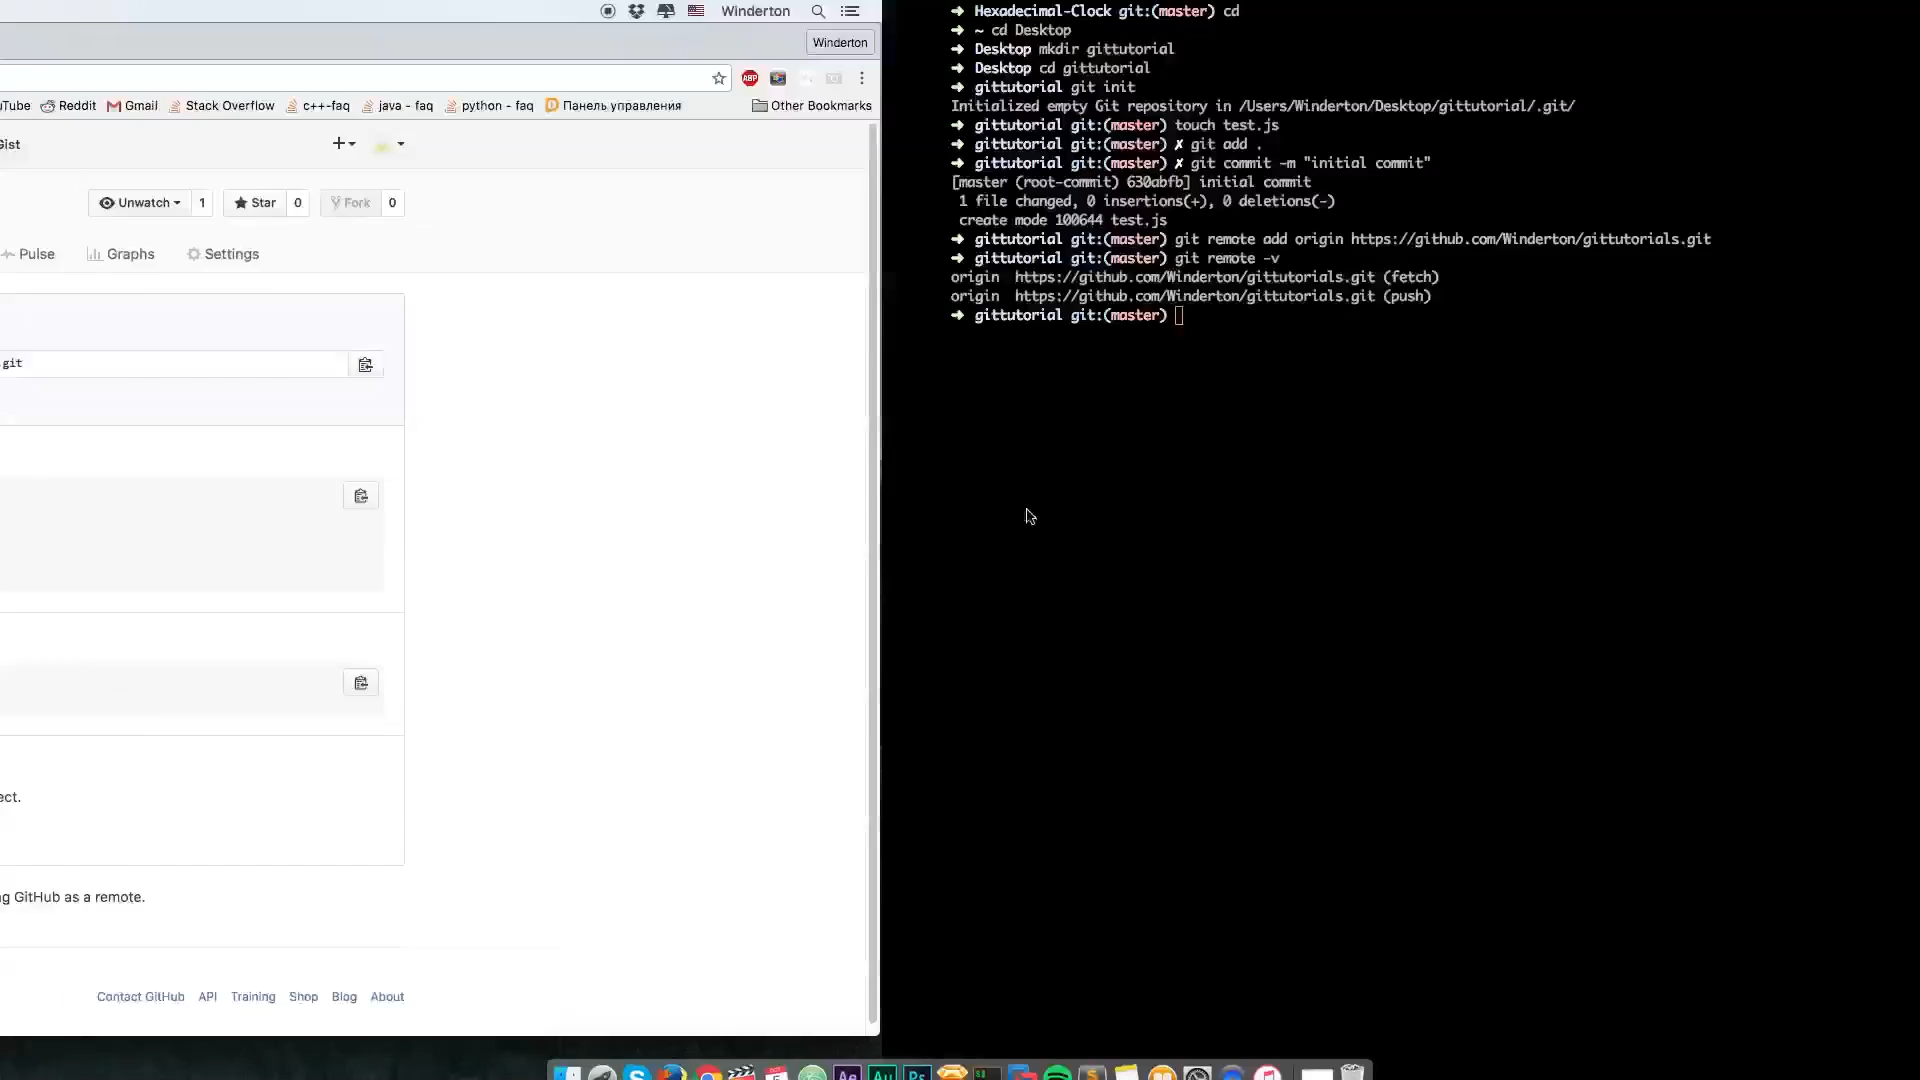 Winderton
Winderton
ABP
uTube Reddit Gmail Stack Overflow c++-faq java - faq python - faq Панель управления Other Bookmarks
Gist
Unwatch 1 Star 0 Fork 0
Pulse Graphs Settings
.git
ect.
ng GitHub as a remote.
Contact GitHub API Training Shop Blog About
➜ Hexadecimal-Clock git:(master) cd
➜ ~ cd Desktop
➜ Desktop mkdir gittutorial
➜ Desktop cd gittutorial
➜ gittutorial git init
Initialized empty Git repository in /Users/Winderton/Desktop/gittutorial/.git/
➜ gittutorial git:(master) touch test.js
➜ gittutorial git:(master) ✗ git add .
➜ gittutorial git:(master) ✗ git commit -m "initial commit"
[master (root-commit) 630abfb] initial commit
1 file changed, 0 insertions(+), 0 deletions(-)
create mode 100644 test.js
➜ gittutorial git:(master) git remote add origin https://github.com/Winderton/gittutorials.git
➜ gittutorial git:(master) git remote -v
origin https://github.com/Winderton/gittutorials.git (fetch)
origin https://github.com/Winderton/gittutorials.git (push)
➜ gittutorial git:(master)
Ae Au Ps